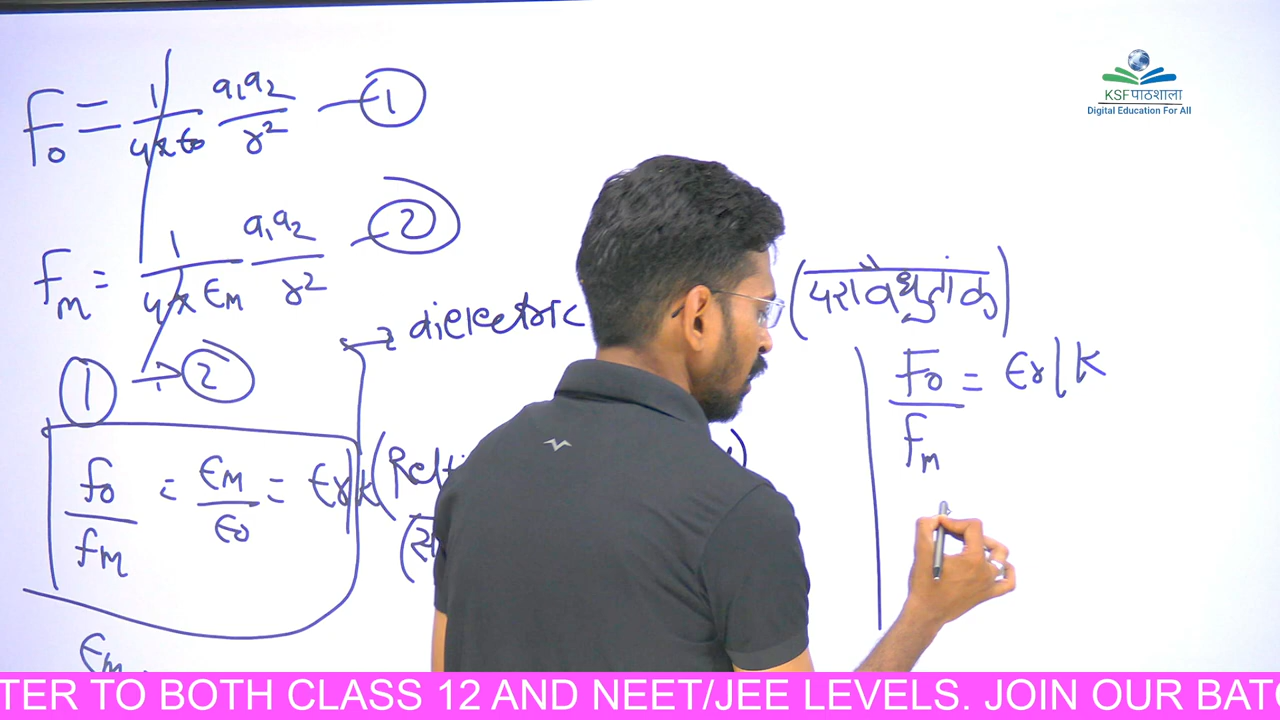 F₀ = 1/4πε₀ q₁q₂/r² — ①
Fₘ = 1/4πεₘ q₁q₂/r² — ②
→ dielectric
(परावैधुतांक)
① ÷ ②
F₀/Fₘ = εₘ/ε₀ = εr|k
F₀/Fₘ = εr|k
εₘ
KSFपाठशाला
Digital Education For All
TER TO BOTH CLASS 12 AND NEET/JEE LEVELS. JOIN OUR BATC